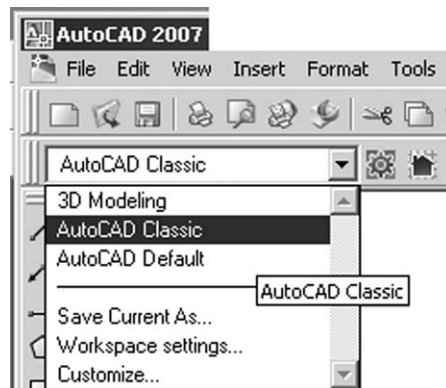 AutoCAD 2007
File Edit View Insert Format Tools
AutoCAD Classic
3D Modeling
AutoCAD Classic
AutoCAD Default
AutoCAD Classic
Save Current As...
Workspace settings...
Customize...